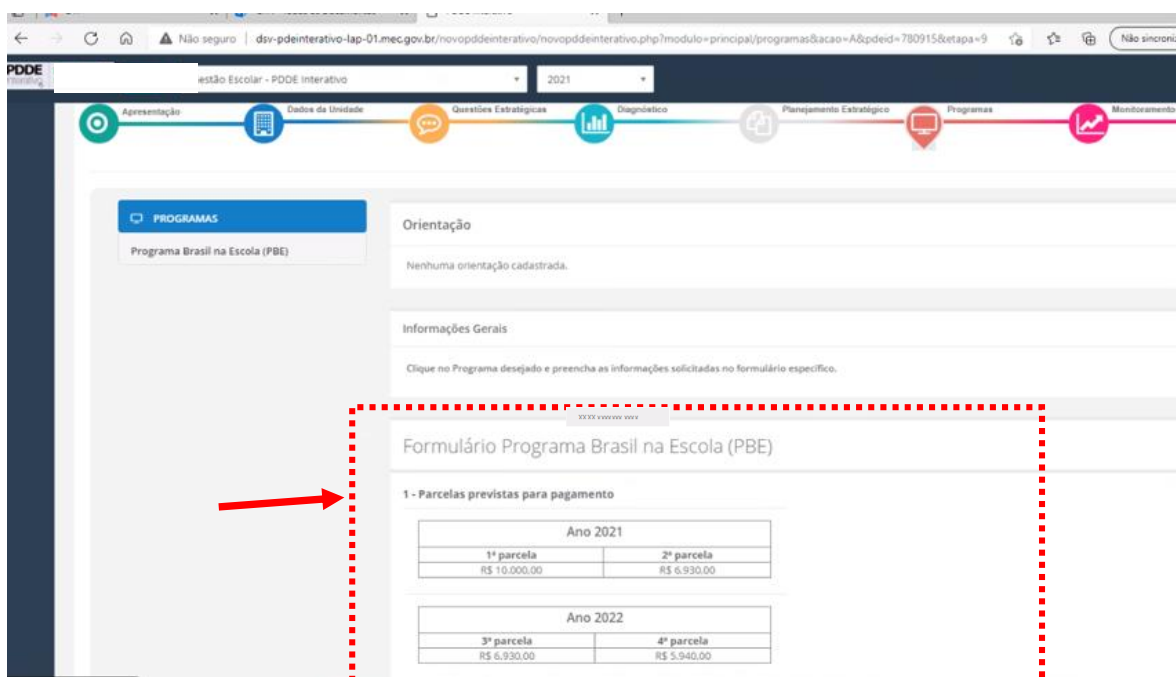 Não seguro dsv-pdeinterativo-lap-01.mec.gov.br/novopddeinterativo/novopddeinterativo.php?modulo=principal/programas&acao=A&pdeid=780915&etapa=9 Não sincroniz
PDDE
estão Escolar - PDDE Interativo 2021
Apresentação Dados da Unidade Questões Estratégicas Diagnóstico Planejamento Estratégico Programas Monitoramento
PROGRAMAS
Programa Brasil na Escola (PBE)
Orientação
Nenhuma orientação cadastrada.
Informações Gerais
Clique no Programa desejado e preencha as informações solicitadas no formulário específico.
Formulário Programa Brasil na Escola (PBE)
1 - Parcelas previstas para pagamento
Ano 2021
1ª parcela 2ª parcela
R$ 10.000,00 R$ 6.930,00
Ano 2022
3ª parcela 4ª parcela
R$ 6.930,00 R$ 5.940,00